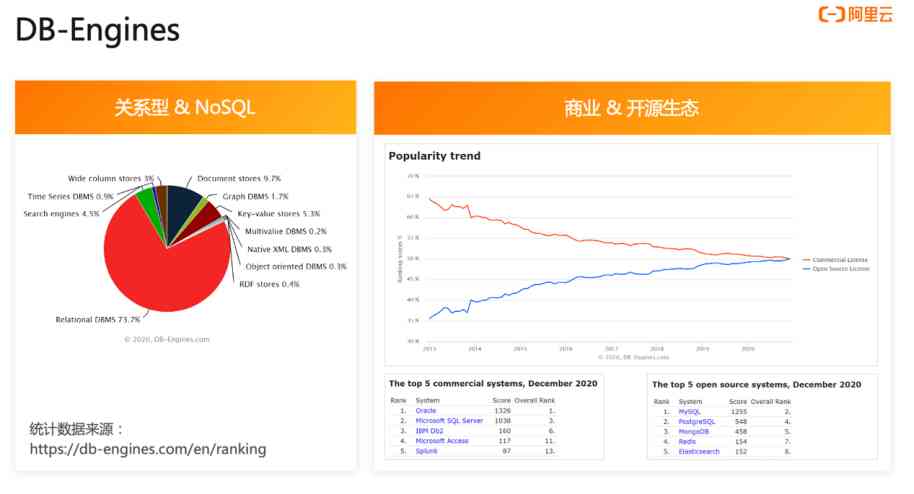 DB-Engines
阿里云
关系型 & NoSQL
Wide column stores 3%
Document stores 9.7%
Time Series DBMS 0.9%
Graph DBMS 1.7%
Search engines 4.5%
Key-value stores 5.3%
Multivalue DBMS 0.2%
Native XML DBMS 0.3%
Object oriented DBMS 0.3%
RDF stores 0.4%
Relational DBMS 73.7%
© 2020, DB-Engines.com
统计数据来源：
https://db-engines.com/en/ranking
商业 & 开源生态
Popularity trend
70%
60%
55%
50%
45%
40%
35%
30%
Ranking scores %
Commercial License
Open Source License
2013 2014 2015 2016 2017 2018 2019 2020
© 2020, DB-Engines.com
The top 5 commercial systems, December 2020
Rank System Score Overall Rank
1. Oracle 1326 1.
2. Microsoft SQL Server 1038 3.
3. IBM Db2 160 6.
4. Microsoft Access 117 11.
5. Splunk 87 13.
The top 5 open source systems, December 2020
Rank System Score Overall Rank
1. MySQL 1255 2.
2. PostgreSQL 548 4.
3. MongoDB 458 5.
4. Redis 154 7.
5. Elasticsearch 152 8.